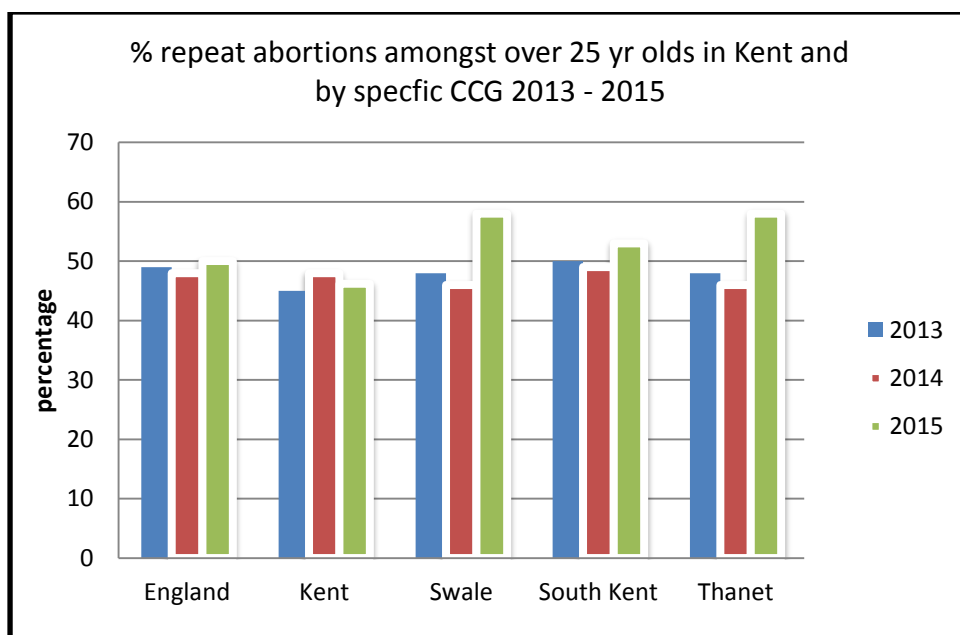 % repeat abortions amongst over 25 yr olds in Kent and
by specfic CCG 2013 - 2015
70
60
50
40
30
20
10
0
percentage
England Kent Swale South Kent Thanet
2013
2014
2015